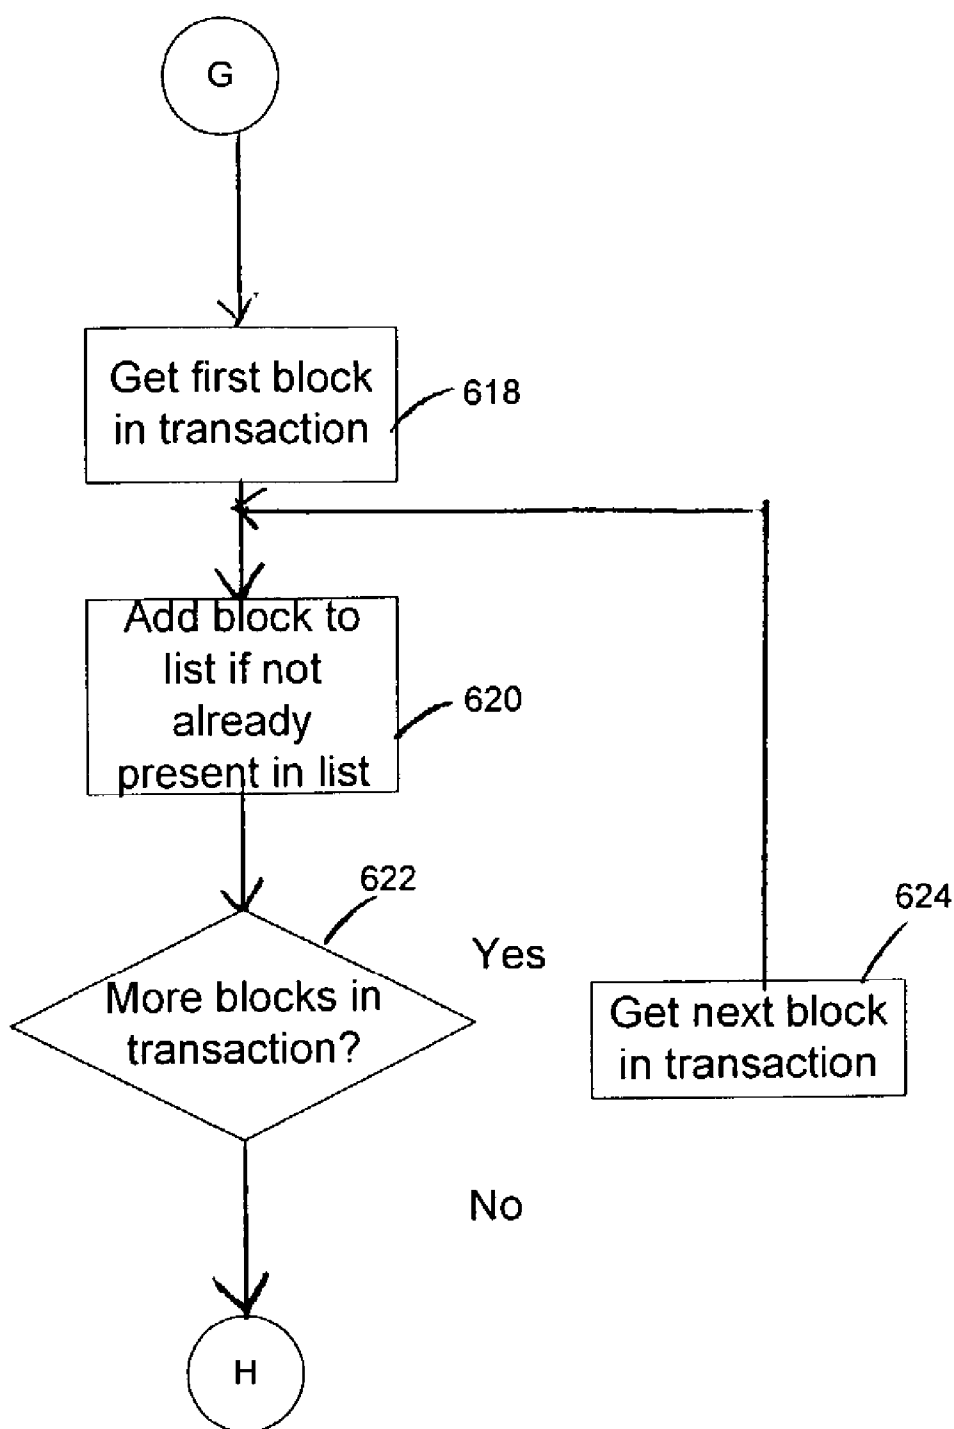 G
Get first block
in transaction
618
Add block to
list if not
already
present in list
620
622
More blocks in
transaction?
Yes
624
Get next block
in transaction
No
H